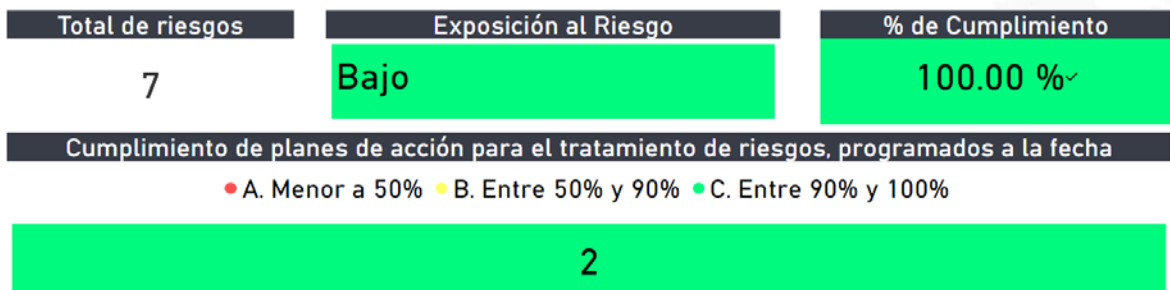 Total de riesgos Exposición al Riesgo % de Cumplimiento
7 Bajo 100.00 %✓
Cumplimiento de planes de acción para el tratamiento de riesgos, programados a la fecha
A. Menor a 50% B. Entre 50% y 90% C. Entre 90% y 100%
2